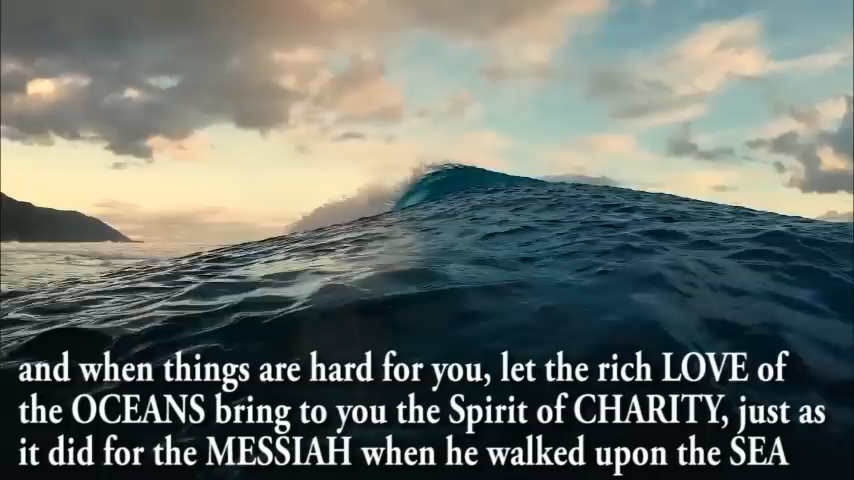 and when things are hard for you, let the rich LOVE of
the OCEANS bring to you the Spirit of CHARITY, just as
it did for the MESSIAH when he walked upon the SEA